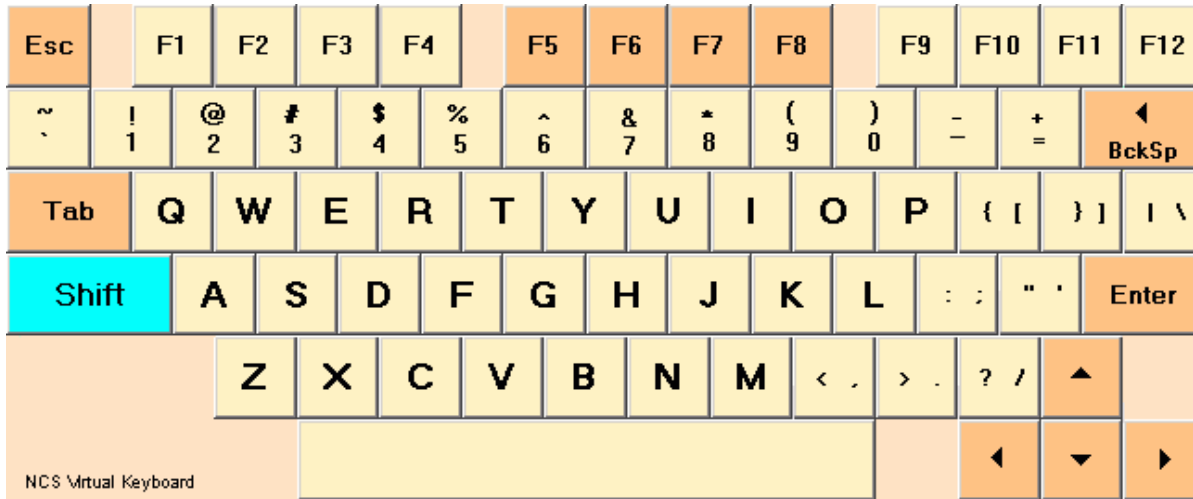 Esc F1 F2 F3 F4 F5 F6 F7 F8 F9 F10 F11 F12
~ ! @ # $ % ^ & * ( ) - +
` 1 2 3 4 5 6 7 8 9 0 _ = BckSp
Tab Q W E R T Y U I O P { [ } ] | \
Shift A S D F G H J K L : ; " ' Enter
Z X C V B N M < , > . ? /
NCS Virtual Keyboard